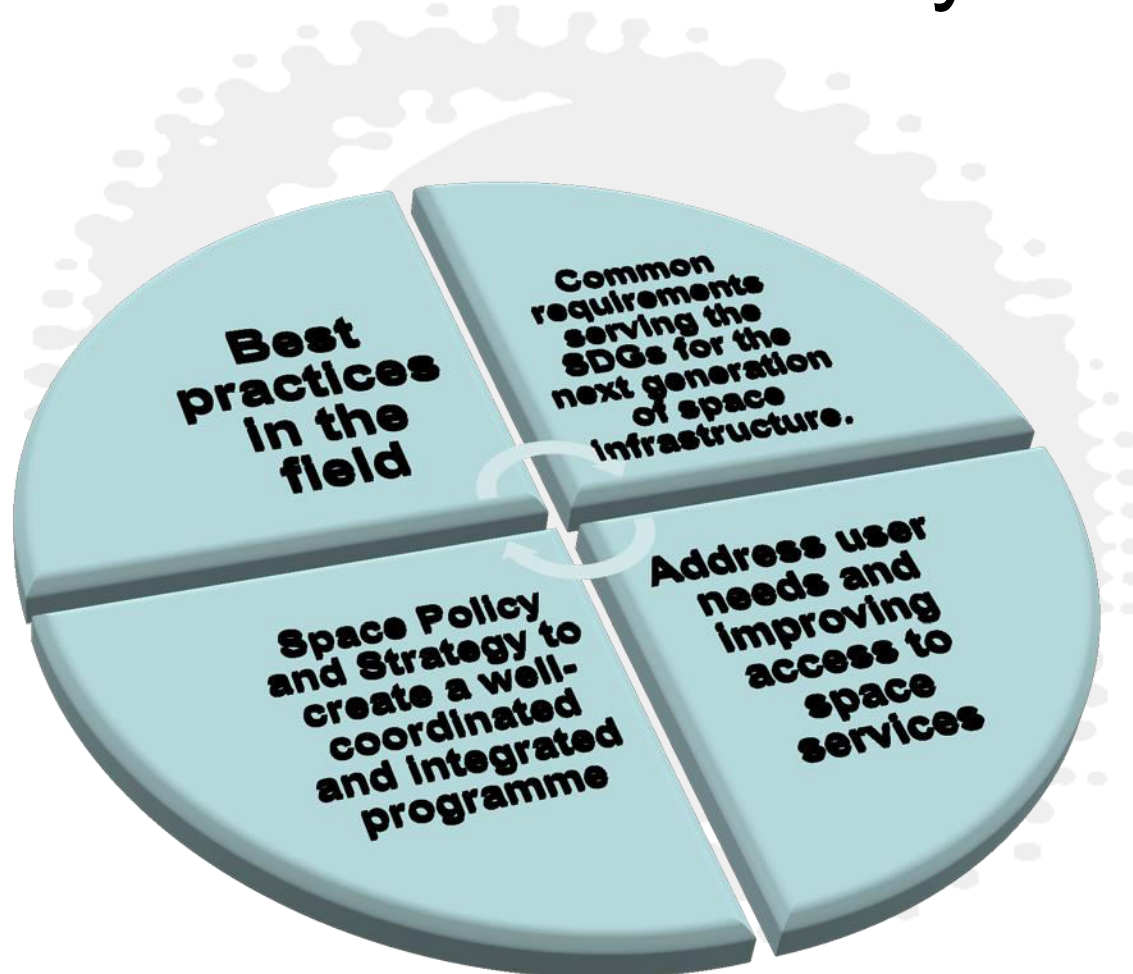 Best
practices
in the
field
Common
requirements
serving the
SDGs for the
next generation
of space
infrastructure.
Address user
needs and
improving
access to
space
services
Space Policy
and Strategy to
create a well-
coordinated
and integrated
programme